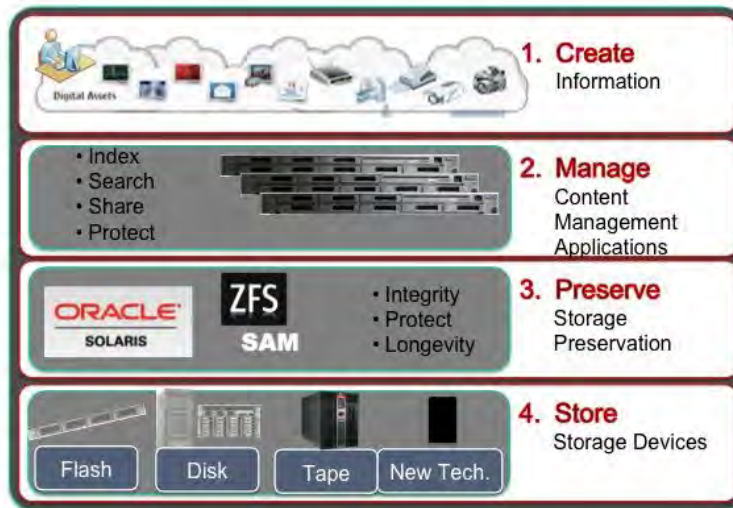 Digital Assets
1. Create
Information
• Index
• Search
• Share
• Protect
2. Manage
Content
Management
Applications
ORACLE®
SOLARIS
ZFS
SAM
• Integrity
• Protect
• Longevity
3. Preserve
Storage
Preservation
Flash
Disk
Tape
New Tech.
4. Store
Storage Devices